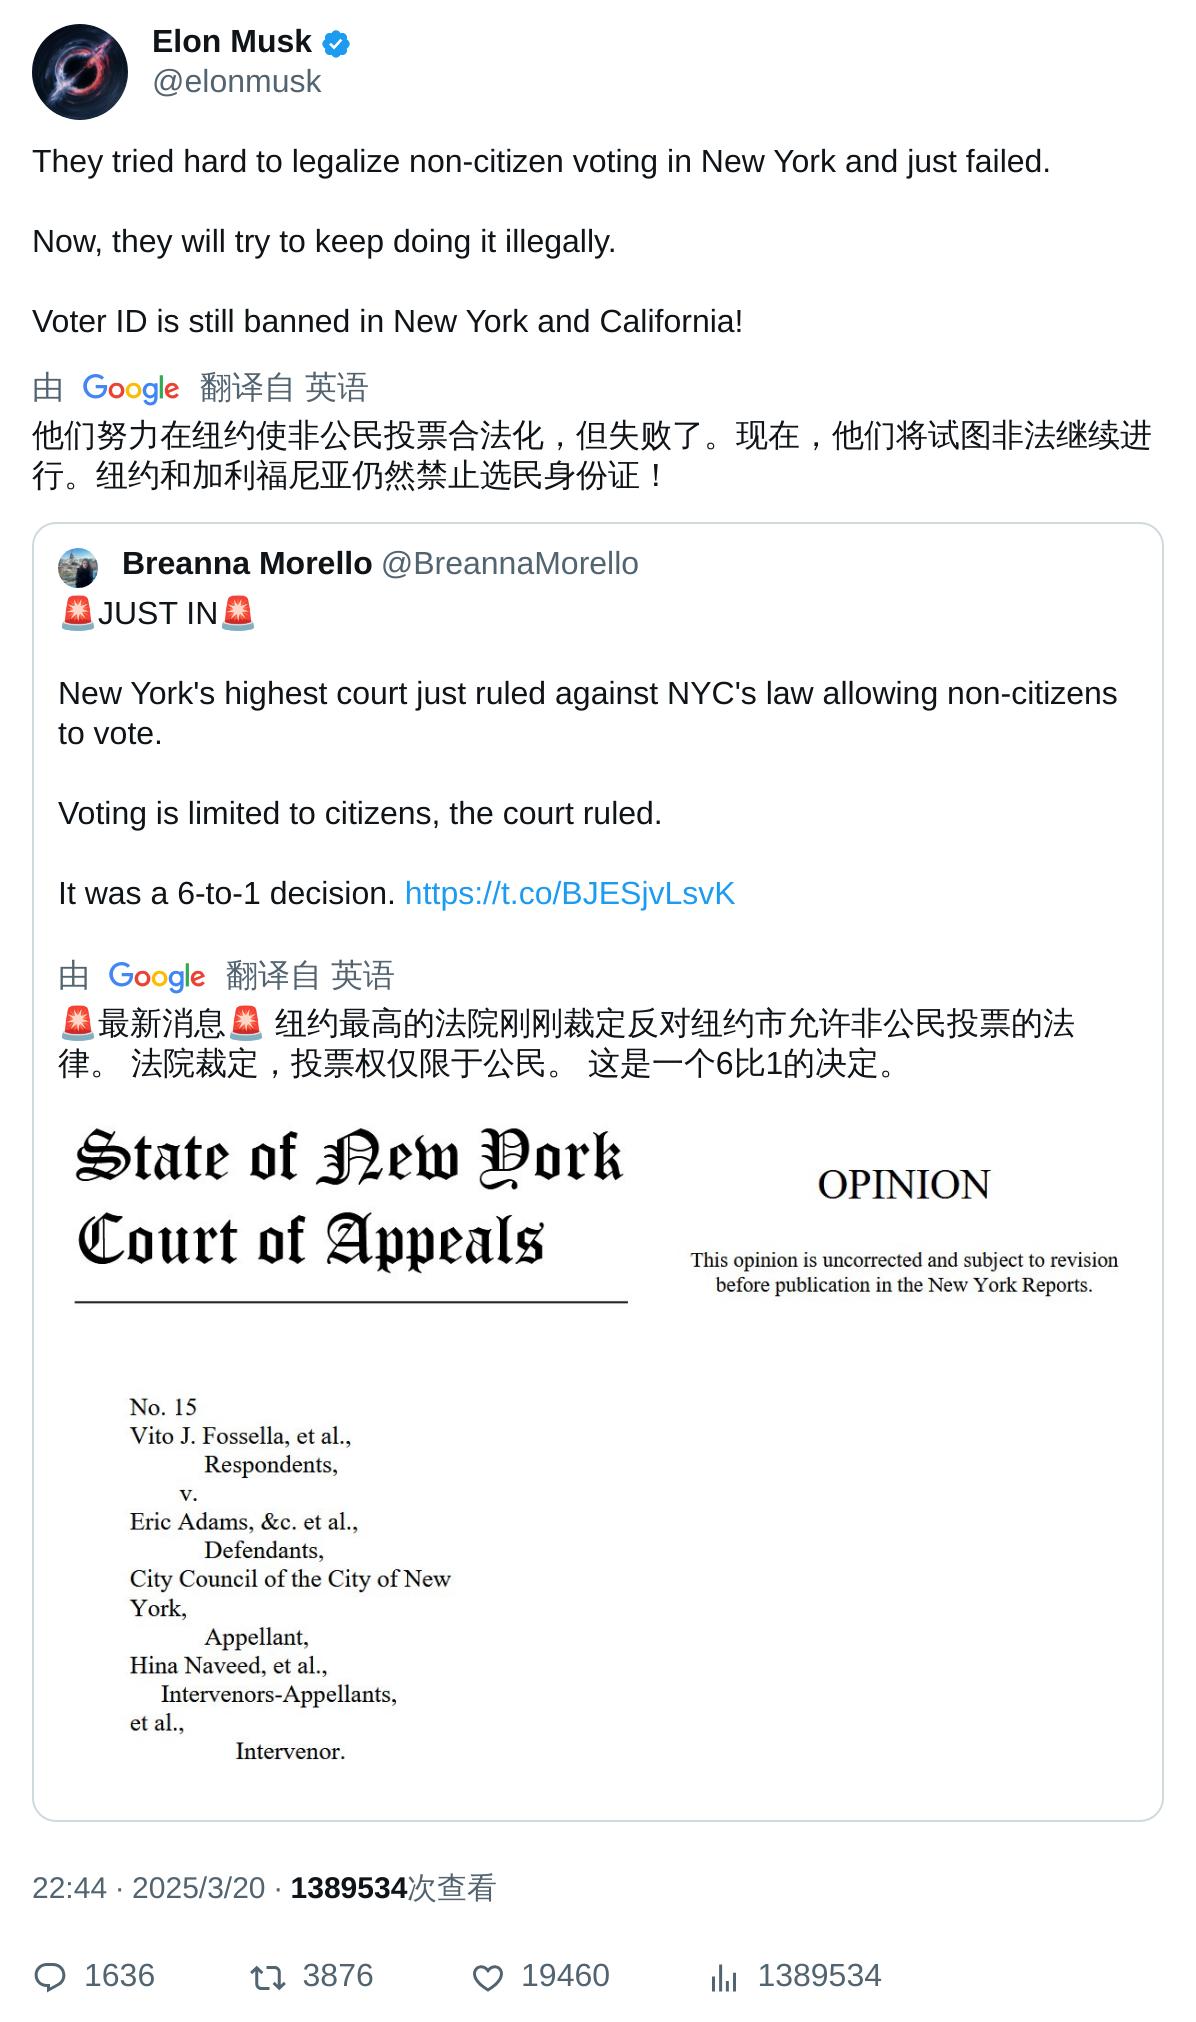 Elon Musk
@elonmusk
They tried hard to legalize non-citizen voting in New York and just failed.
Now, they will try to keep doing it illegally.
Voter ID is still banned in New York and California!
由 Google 翻译自 英语
他们努力在纽约使非公民投票合法化，但失败了。现在，他们将试图非法继续进
行。纽约和加利福尼亚仍然禁止选民身份证！
Breanna Morello @BreannaMorello
🚨JUST IN🚨
New York's highest court just ruled against NYC's law allowing non-citizens
to vote.
Voting is limited to citizens, the court ruled.
It was a 6-to-1 decision. https://t.co/BJESjvLsvK
由 Google 翻译自 英语
🚨最新消息🚨 纽约最高的法院刚刚裁定反对纽约市允许非公民投票的法
律。 法院裁定，投票权仅限于公民。 这是一个6比1的决定。
State of New York
Court of Appeals
OPINION
This opinion is uncorrected and subject to revision
before publication in the New York Reports.
No. 15
Vito J. Fossella, et al.,
Respondents,
v.
Eric Adams, &c. et al.,
Defendants,
City Council of the City of New
York,
Appellant,
Hina Naveed, et al.,
Intervenors-Appellants,
et al.,
Intervenor.
22:44 · 2025/3/20 · 1389534次查看
1636 3876 19460 1389534